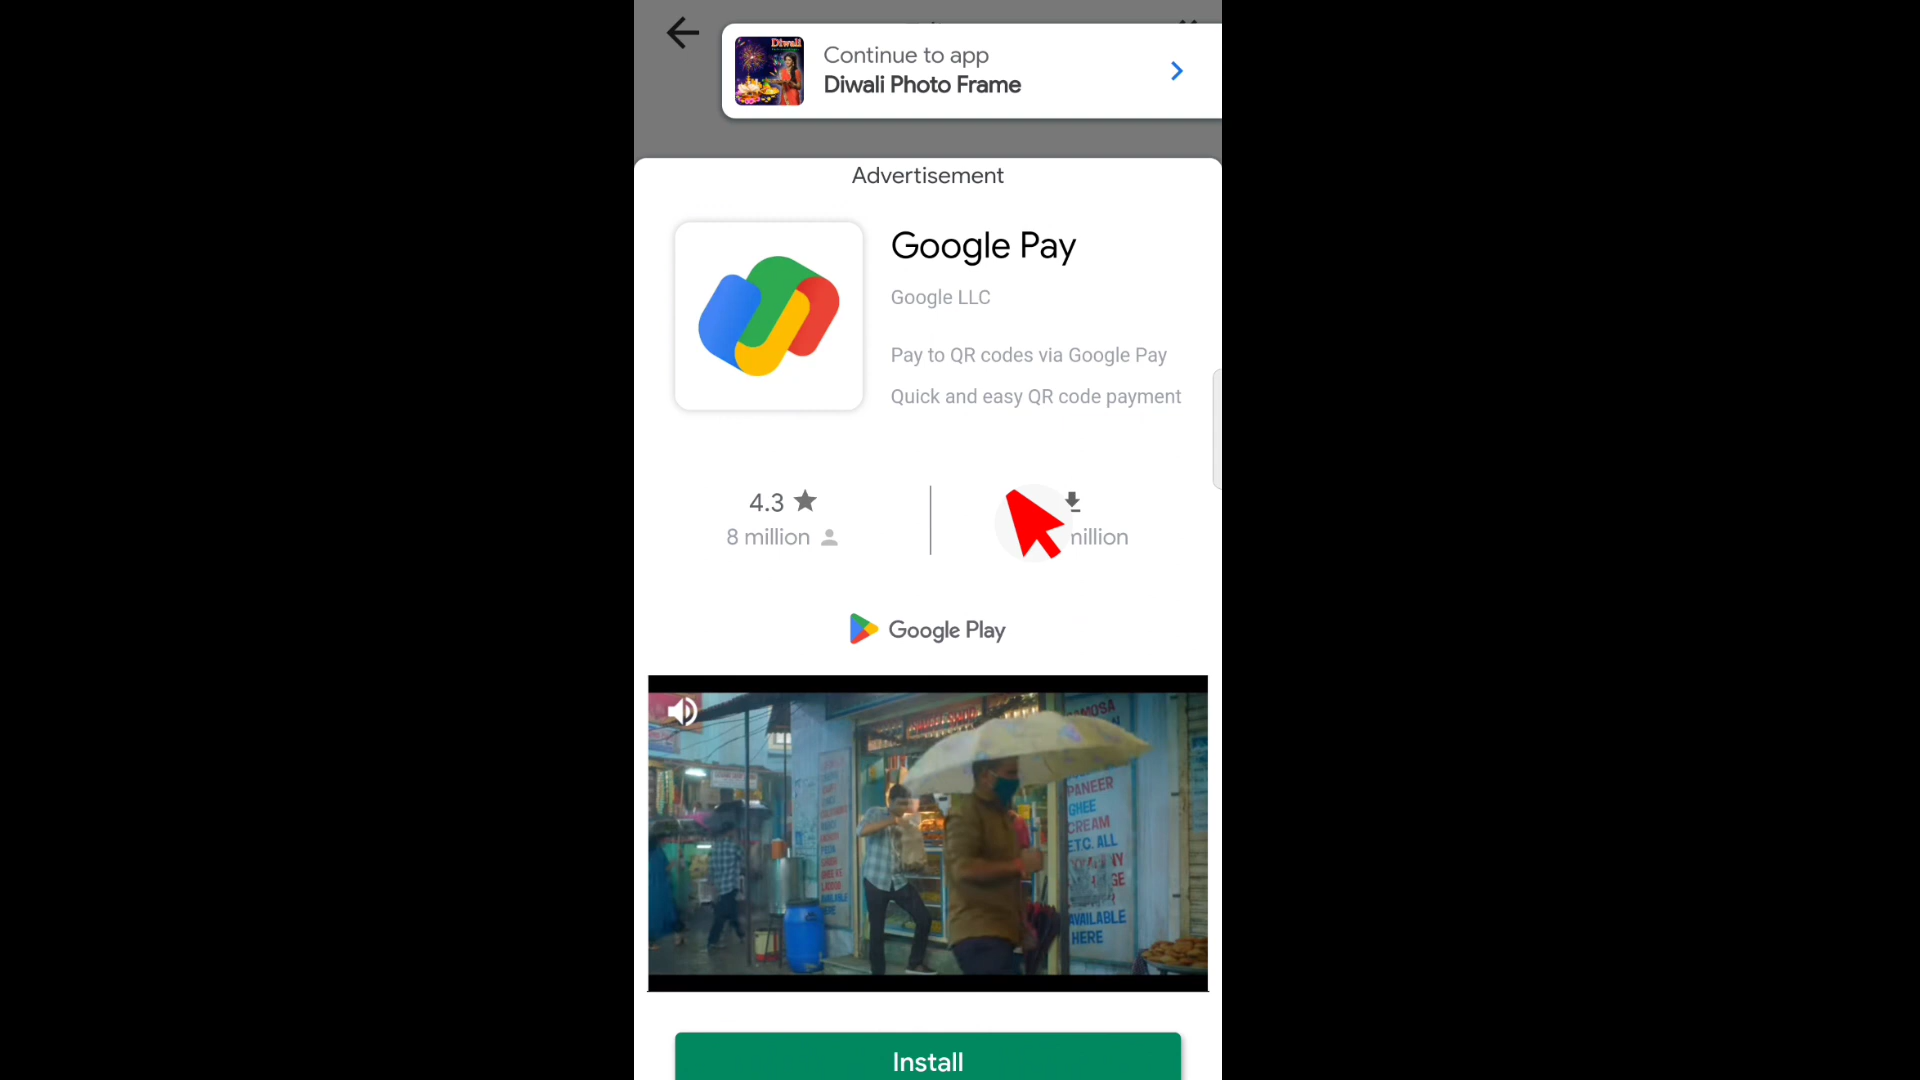 Continue to app
Diwali
Diwali Photo Frame
Advertisement
Google Pay
Google LLC
Pay to QR codes via Google Pay
Quick and easy QR code payment
4.3
8 million
Google Play
SAMOSA
PANEER
GHEE
CREAM
ETC. ALL
AVAILABLE
HERE
Install